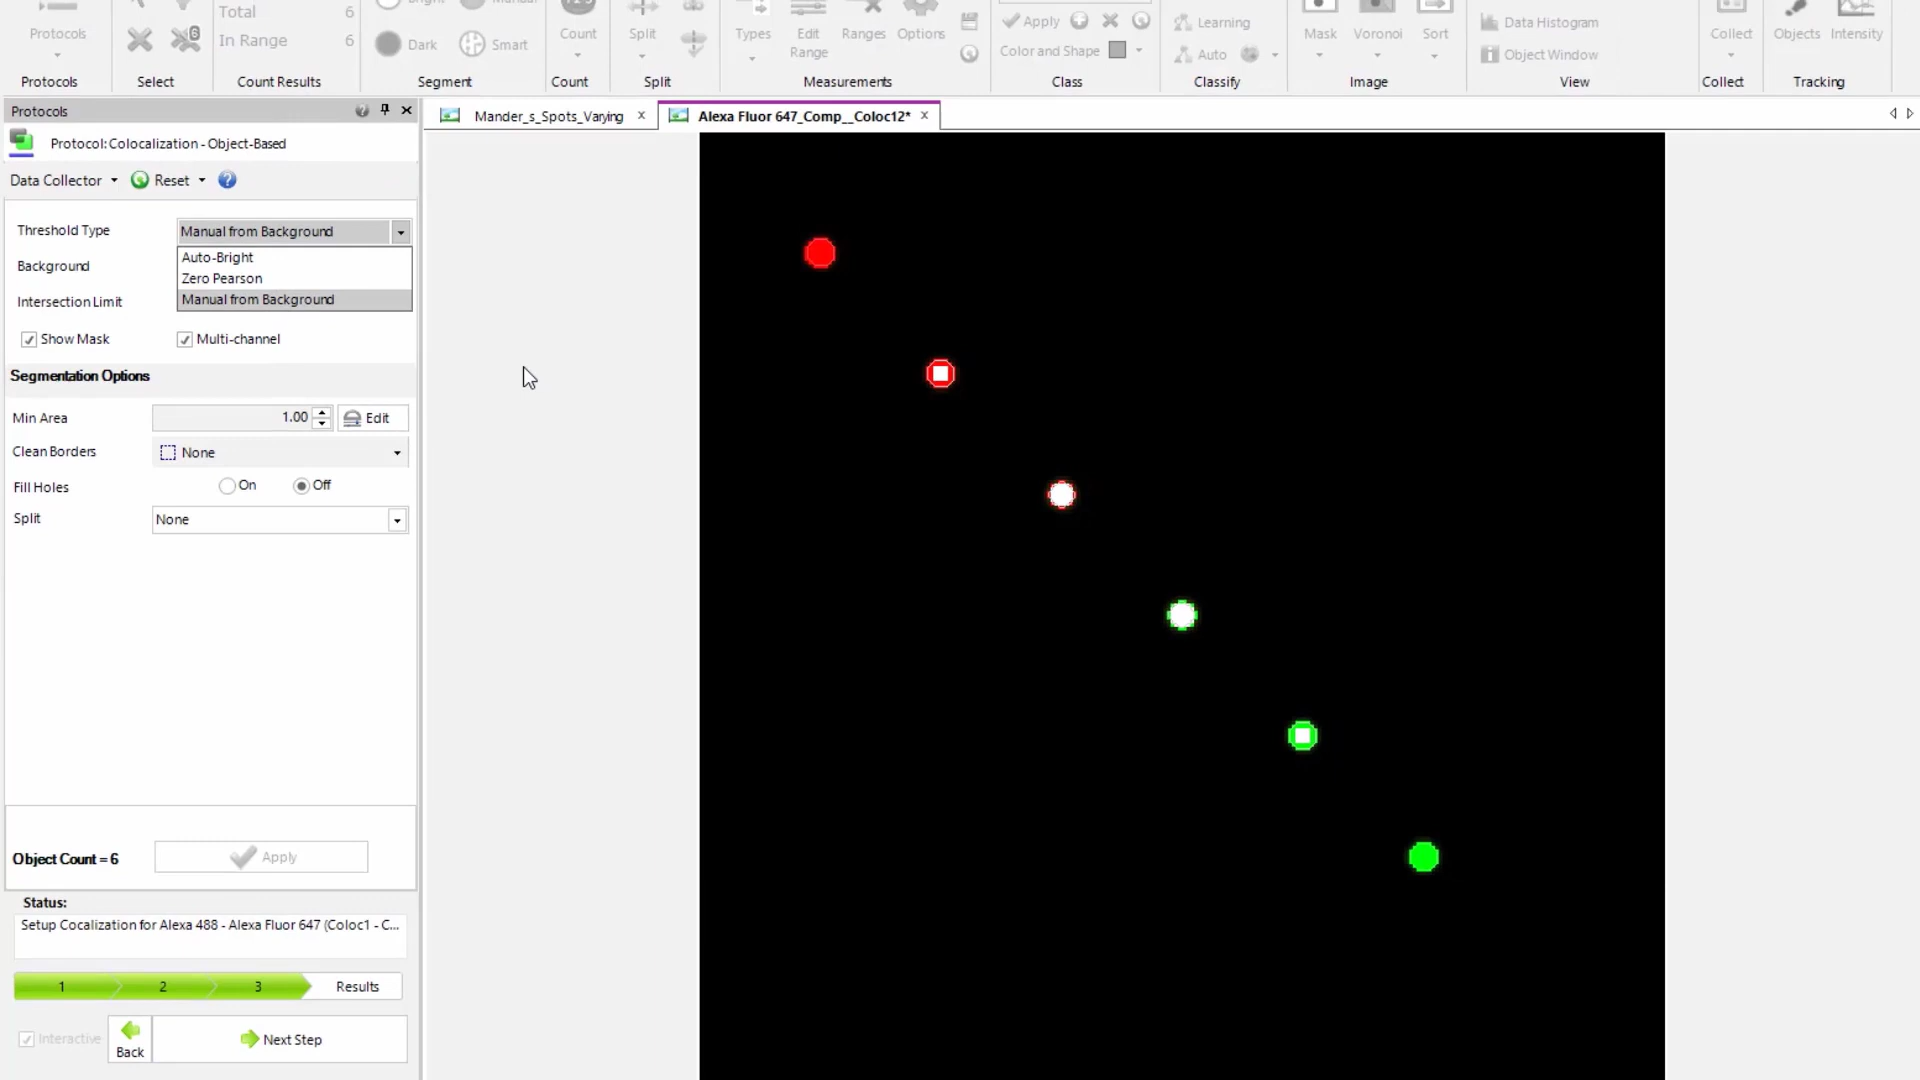 Bright
Manual
Total 6
In Range 6
Protocols
Dark
Smart
Count
Split
Types
Edit
Range
Ranges
Options
Apply
Color and Shape
Learning
Auto
Mask
Voronoi
Sort
Data Histogram
Object Window
Collect
Objects
Intensity
Protocols
Select
Count Results
Segment
Count
Split
Measurements
Class
Classify
Image
View
Collect
Tracking
Protocols
Mander_s_Spots_Varying
Alexa Fluor 647_Comp__Coloc12*
Protocol:Colocalization - Object-Based
Data Collector
Reset
Threshold Type
Manual from Background
Auto-Bright
Background
Zero Pearson
Intersection Limit
Manual from Background
Show Mask
Multi-channel
Segmentation Options
Min Area
1.00
Edit
Clean Borders
None
Fill Holes
On
Off
Split
None
Object Count = 6
Apply
Status:
Setup Cocalization for Alexa 488 - Alexa Fluor 647 (Coloc1 - C...
1
2
3
Results
Interactive
Back
Next Step